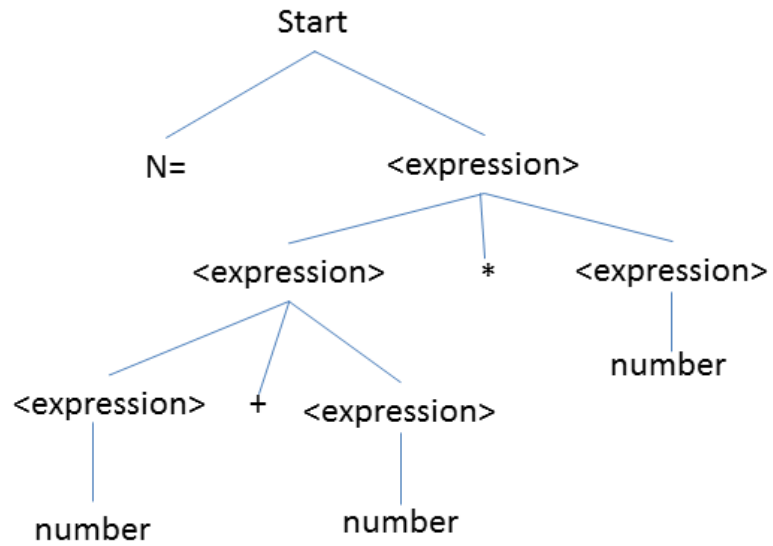 Start
N= <expression>
<expression> * <expression>
number
<expression> + <expression>
number number